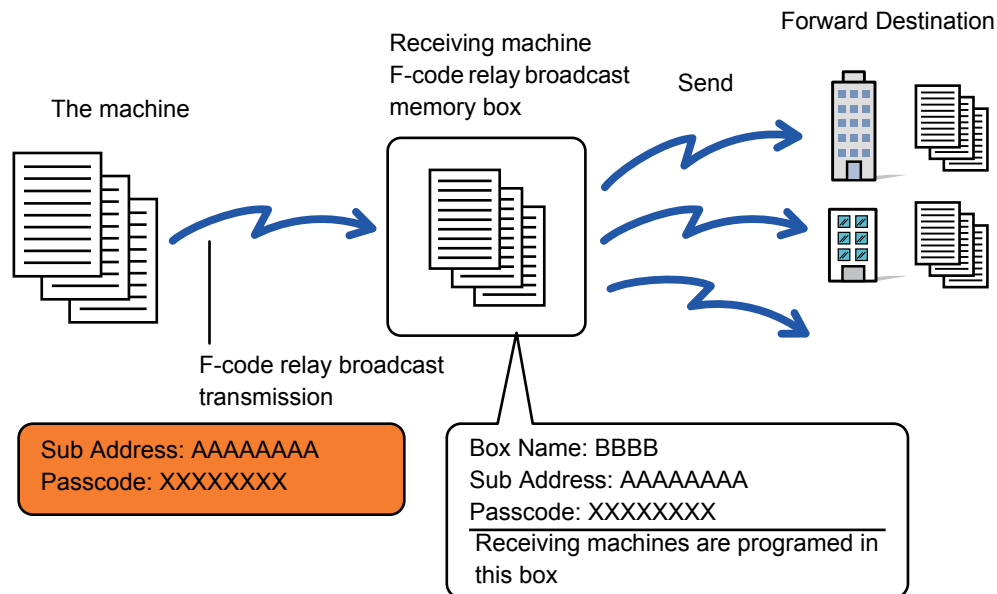 Forward Destination
Receiving machine
F-code relay broadcast
memory box
Send
The machine
F-code relay broadcast
transmission
Sub Address: AAAAAAAA
Passcode: XXXXXXXX
Box Name: BBBB
Sub Address: AAAAAAAA
Passcode: XXXXXXXX
Receiving machines are programed in
this box